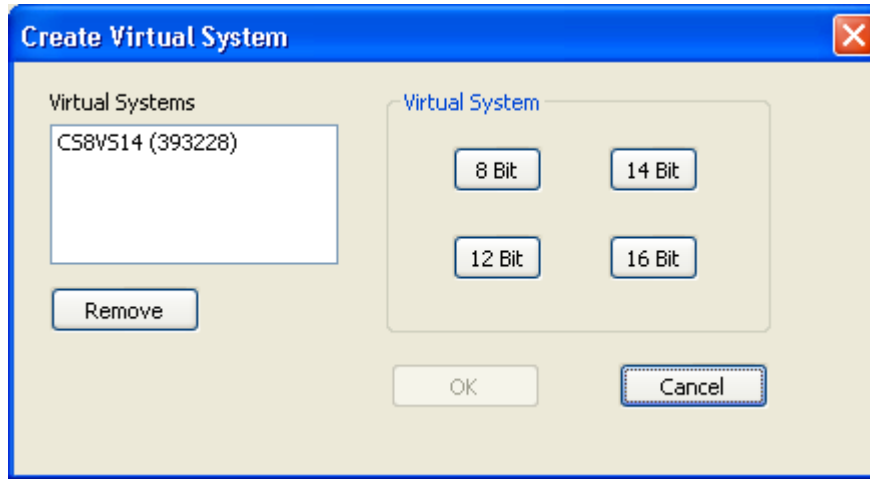 Create Virtual System
Virtual Systems
CS8VS14 (393228)
Remove
Virtual System
8 Bit
14 Bit
12 Bit
16 Bit
OK
Cancel